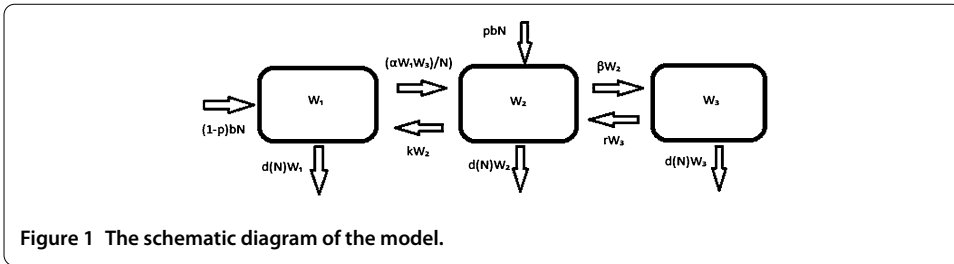 pbN
(αW₁W₃)/N)
βW₂
W₁
W₂
W₃
(1-p)bN
kW₂
rW₃
d(N)W₁
d(N)W₂
d(N)W₃
Figure 1 The schematic diagram of the model.